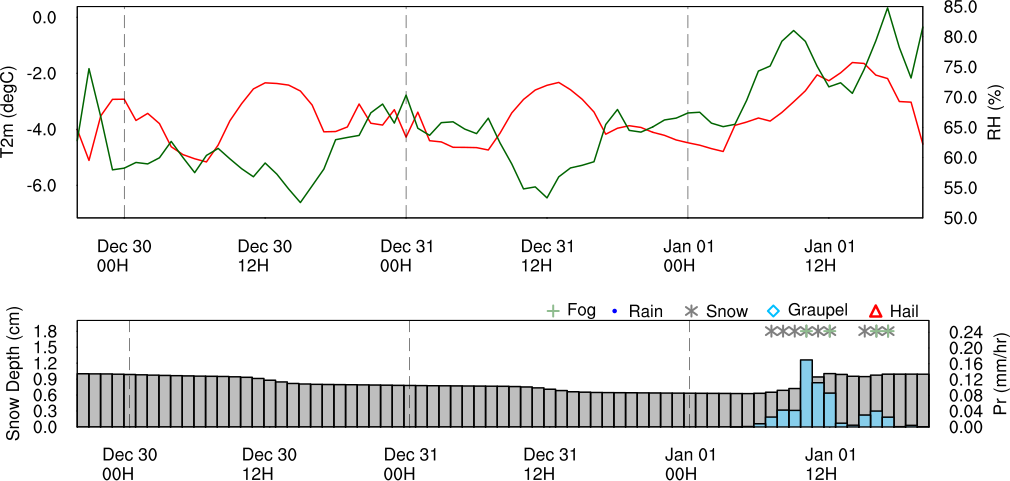 0.0
-2.0
-4.0
-6.0
T2m (degC)
85.0
80.0
75.0
70.0
65.0
60.0
55.0
50.0
RH (%)
Dec 30 Dec 30 Dec 31 Dec 31 Jan 01 Jan 01
00H 12H 00H 12H 00H 12H
Fog Rain Snow Graupel Hail
1.8
1.5
1.2
0.9
0.6
0.3
0.0
Snow Depth (cm)
0.24
0.20
0.16
0.12
0.08
0.04
0.00
Pr (mm/hr)
Dec 30 Dec 30 Dec 31 Dec 31 Jan 01 Jan 01
00H 12H 00H 12H 00H 12H